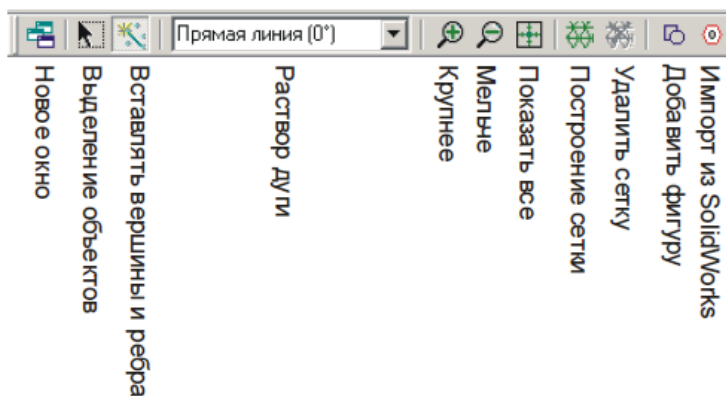 Прямая линия (0°)
Новое окно
Выделение объектов
Вставлять вершины и ребра
Раствор дуги
Крупнее
Мельче
Показать все
Построение сетки
Удалить сетку
Добавить фигуру
Импорт из SolidWorks